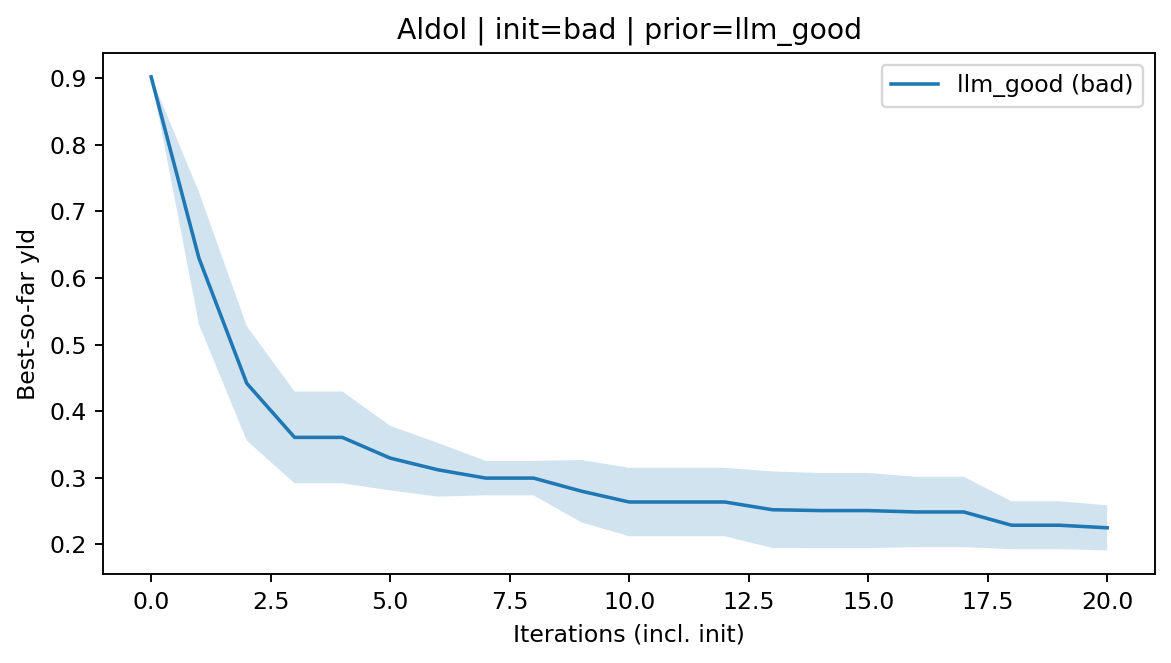 Aldol | init=bad | prior=llm_good
llm_good (bad)
Best-so-far yld
0.9
0.8
0.7
0.6
0.5
0.4
0.3
0.2
0.0 2.5 5.0 7.5 10.0 12.5 15.0 17.5 20.0
Iterations (incl. init)